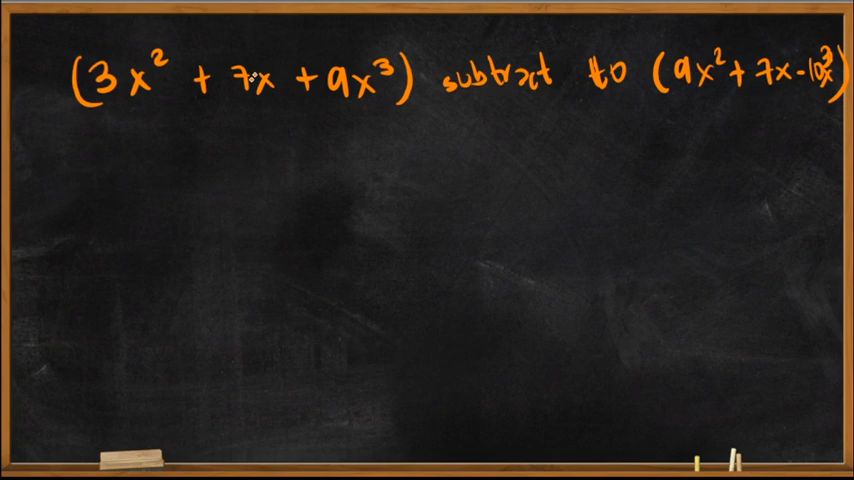 (3x² + 7x + 9x³) subtract to (9x² + 7x - 10x³)